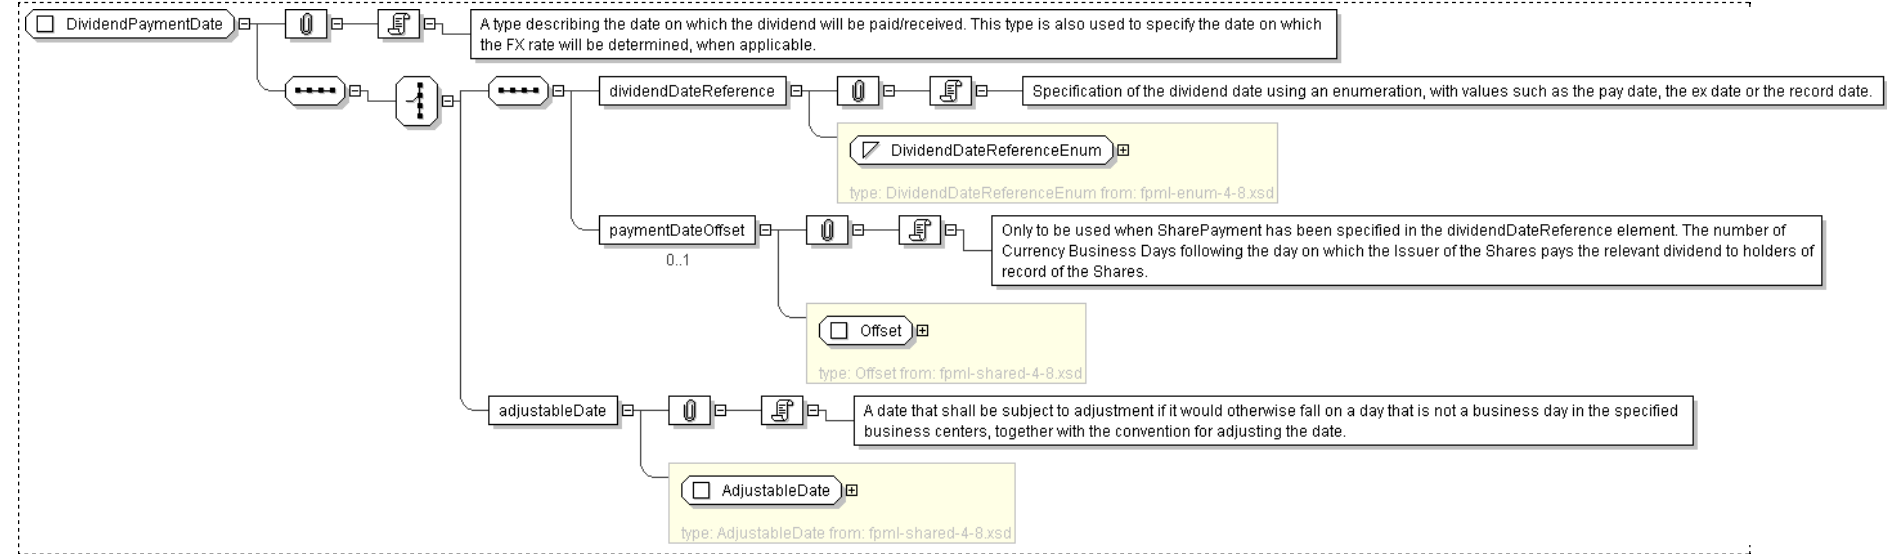 DividendPaymentDate
A type describing the date on which the dividend will be paid/received. This type is also used to specify the date on which
the FX rate will be determined, when applicable.
dividendDateReference
Specification of the dividend date using an enumeration, with values such as the pay date, the ex date or the record date.
DividendDateReferenceEnum
type: DividendDateReferenceEnum from: fpml-enum-4-8.xsd
paymentDateOffset
0..1
Only to be used when SharePayment has been specified in the dividendDateReference element. The number of
Currency Business Days following the day on which the Issuer of the Shares pays the relevant dividend to holders of
record of the Shares.
Offset
type: Offset from: fpml-shared-4-8.xsd
adjustableDate
A date that shall be subject to adjustment if it would otherwise fall on a day that is not a business day in the specified
business centers, together with the convention for adjusting the date.
AdjustableDate
type: AdjustableDate from: fpml-shared-4-8.xsd